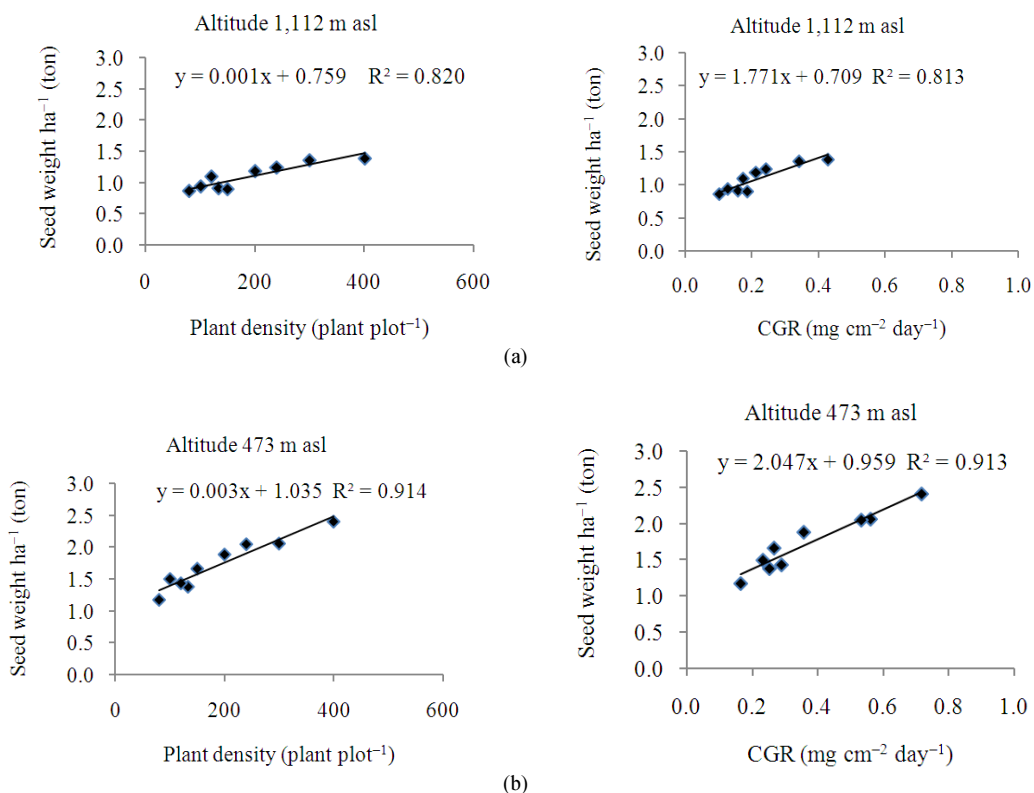 Altitude 1,112 m asl
y = 0.001x + 0.759 R² = 0.820
Seed weight ha⁻¹ (ton)
3.0
2.5
2.0
1.5
1.0
0.5
0.0
0 200 400 600
Plant density (plant plot⁻¹)
Altitude 1,112 m asl
y = 1.771x + 0.709 R² = 0.813
Seed weight ha⁻¹ (ton)
3.0
2.5
2.0
1.5
1.0
0.5
0.0
0.0 0.2 0.4 0.6 0.8 1.0
CGR (mg cm⁻² day⁻¹)
(a)
Altitude 473 m asl
y = 0.003x + 1.035 R² = 0.914
Seed weight ha⁻¹ (ton)
3.0
2.5
2.0
1.5
1.0
0.5
0.0
0 200 400 600
Plant density (plant plot⁻¹)
Altitude 473 m asl
y = 2.047x + 0.959 R² = 0.913
Seed weight ha⁻¹ (ton)
3.0
2.5
2.0
1.5
1.0
0.5
0.0
0.0 0.2 0.4 0.6 0.8 1.0
CGR (mg cm⁻² day⁻¹)
(b)